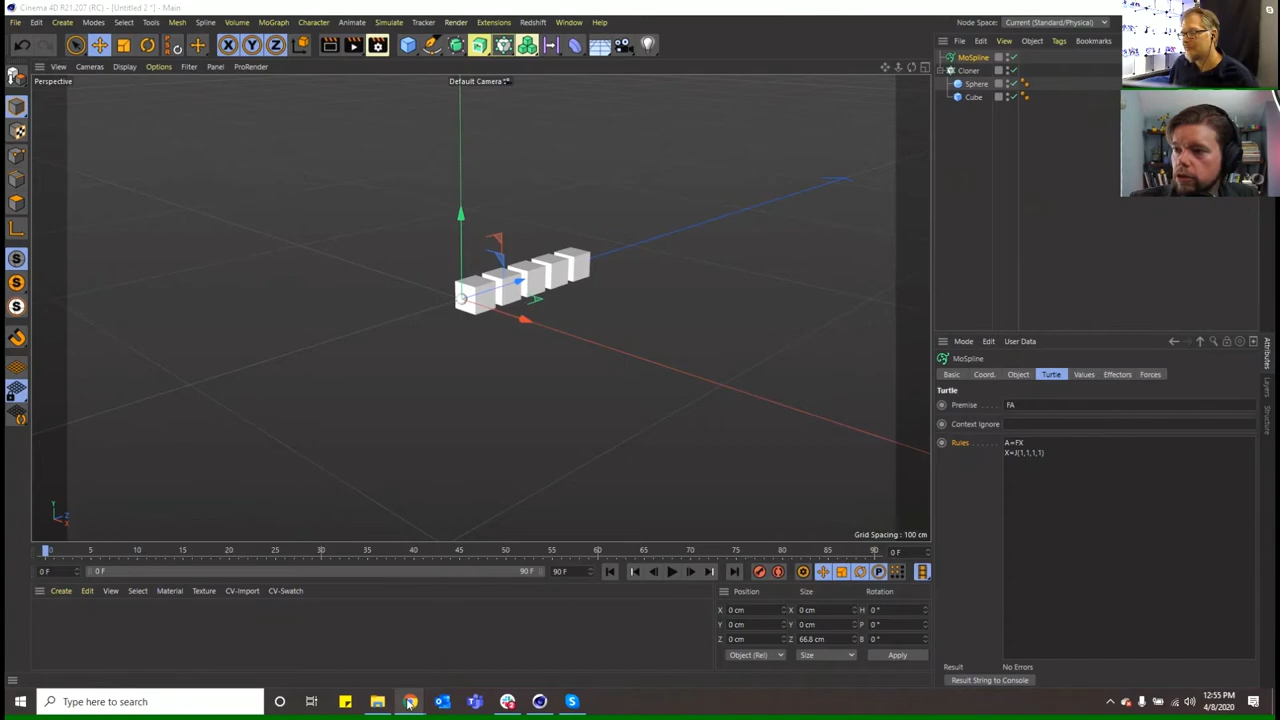 Cinema 4D R21.207 (RC) - [Untitled 2 *] - Main
File Edit Create Modes Select Tools Mesh Spline Volume MoGraph Character Animate Simulate Tracker Render Extensions Redshift Window Help
Node Space: Current (Standard/Physical)
X Y Z
File Edit View Object Tags Bookmarks
View Cameras Display Options Filter Panel ProRender
Perspective
Default Camera
MoSpline
Cloner
Sphere
Cube
Mode Edit User Data
MoSpline
Basic Coord. Object Turtle Values Effectors Forces
Turtle
Premise . . . . FA
Context Ignore
Rules . . . . . . A=FX
X=J(1,1,1,1)
Result No Errors
Result String to Console
Attributes
Layers
Structure
Y
Z
X
Grid Spacing : 100 cm
0 5 10 15 20 25 30 35 40 45 50 55 60 65 70 75 80 85 90 0 F
0 F 0 F 90 F 90 F
Create Edit View Select Material Texture CV-Import CV-Swatch
Position Size Rotation
X 0 cm X 0 cm H 0 °
Y 0 cm Y 0 cm P 0 °
Z 0 cm Z 66.8 cm B 0 °
Object (Rel) Size Apply
Type here to search
12:55 PM
4/8/2020